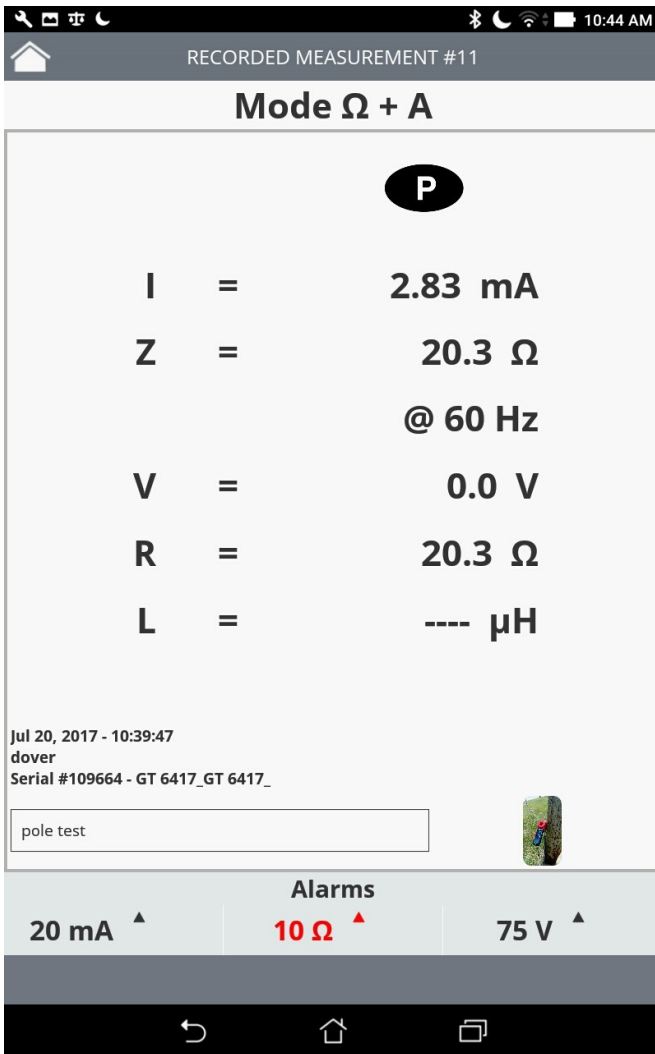 10:44 AM
RECORDED MEASUREMENT #11
Mode Ω + A
P
I = 2.83 mA
Z = 20.3 Ω
@ 60 Hz
V = 0.0 V
R = 20.3 Ω
L = ---- µH
Jul 20, 2017 - 10:39:47
dover
Serial #109664 - GT 6417_GT 6417_
pole test
Alarms
20 mA ▲ 10 Ω ▲ 75 V ▲